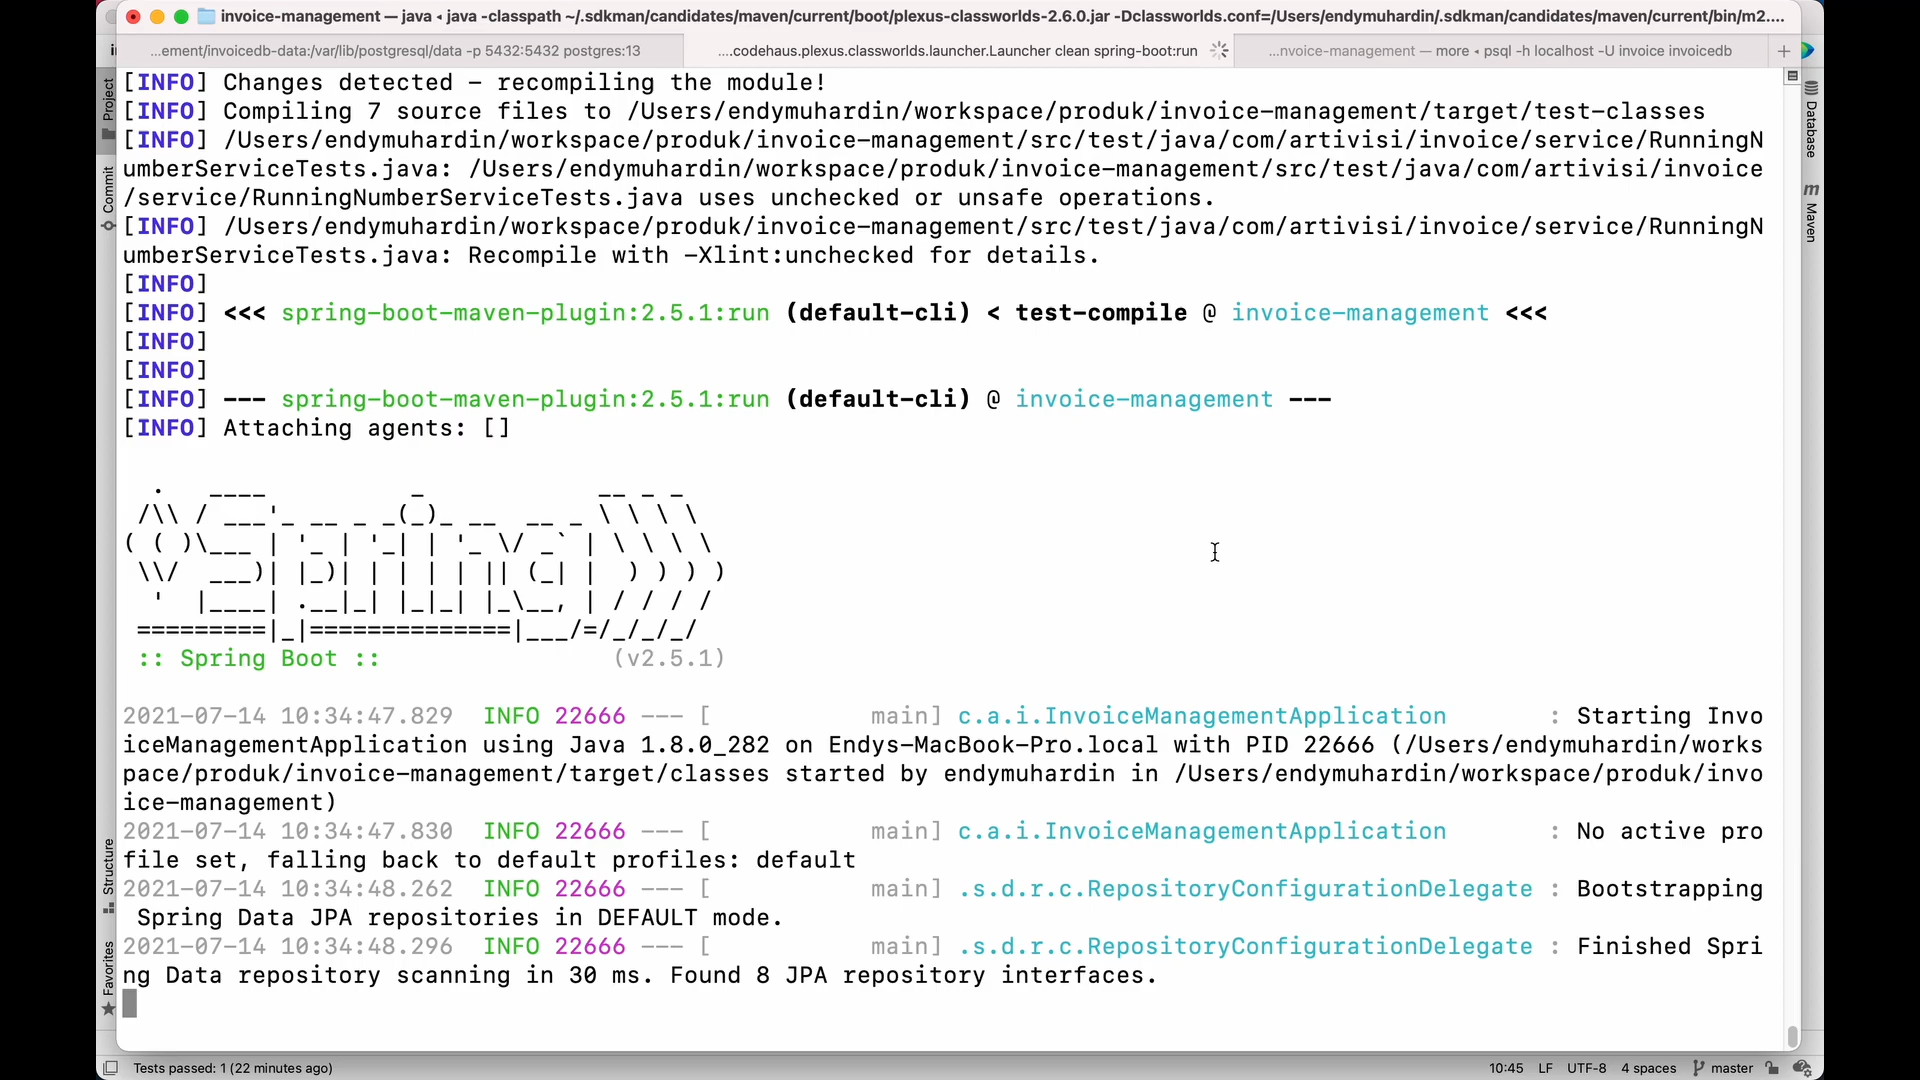 invoice-management — java ◂ java -classpath ~/.sdkman/candidates/maven/current/boot/plexus-classworlds-2.6.0.jar -Dclassworlds.conf=/Users/endymuhardin/.sdkman/candidates/maven/current/bin/m2....
...ement/invoicedb-data:/var/lib/postgresql/data -p 5432:5432 postgres:13
....codehaus.plexus.classworlds.launcher.Launcher clean spring-boot:run
...nvoice-management — more ◂ psql -h localhost -U invoice invoicedb
[INFO] Changes detected - recompiling the module!
[INFO] Compiling 7 source files to /Users/endymuhardin/workspace/produk/invoice-management/target/test-classes
[INFO] /Users/endymuhardin/workspace/produk/invoice-management/src/test/java/com/artivisi/invoice/service/RunningN
umberServiceTests.java: /Users/endymuhardin/workspace/produk/invoice-management/src/test/java/com/artivisi/invoice
/service/RunningNumberServiceTests.java uses unchecked or unsafe operations.
[INFO] /Users/endymuhardin/workspace/produk/invoice-management/src/test/java/com/artivisi/invoice/service/RunningN
umberServiceTests.java: Recompile with -Xlint:unchecked for details.
[INFO]
[INFO] <<< spring-boot-maven-plugin:2.5.1:run (default-cli) < test-compile @ invoice-management <<<
[INFO]
[INFO]
[INFO] --- spring-boot-maven-plugin:2.5.1:run (default-cli) @ invoice-management ---
[INFO] Attaching agents: []
Spring
:: Spring Boot :: (v2.5.1)
2021-07-14 10:34:47.829 INFO 22666 --- [ main] c.a.i.InvoiceManagementApplication : Starting Invo
iceManagementApplication using Java 1.8.0_282 on Endys-MacBook-Pro.local with PID 22666 (/Users/endymuhardin/works
pace/produk/invoice-management/target/classes started by endymuhardin in /Users/endymuhardin/workspace/produk/invo
ice-management)
2021-07-14 10:34:47.830 INFO 22666 --- [ main] c.a.i.InvoiceManagementApplication : No active pro
file set, falling back to default profiles: default
2021-07-14 10:34:48.262 INFO 22666 --- [ main] .s.d.r.c.RepositoryConfigurationDelegate : Bootstrapping
Spring Data JPA repositories in DEFAULT mode.
2021-07-14 10:34:48.296 INFO 22666 --- [ main] .s.d.r.c.RepositoryConfigurationDelegate : Finished Spri
ng Data repository scanning in 30 ms. Found 8 JPA repository interfaces.
Project
Commit
Structure
Favorites
Database
Maven
Tests passed: 1 (22 minutes ago)
10:45 LF UTF-8 4 spaces master